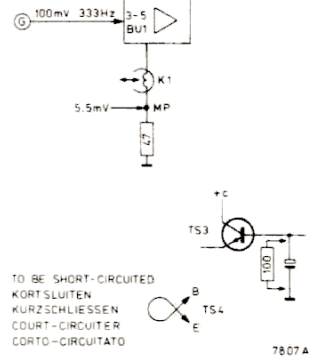 G 100mV 333Hz 3-5
BU1
K1
5.5mV MP
47
+C
TS3
100
TO BE SHORT-CIRCUITED
KORTSLUITEN
KURZSCHLIESSEN
COURT-CIRCUITER
CORTO-CIRCUITATO
B
TS4
E
7807A